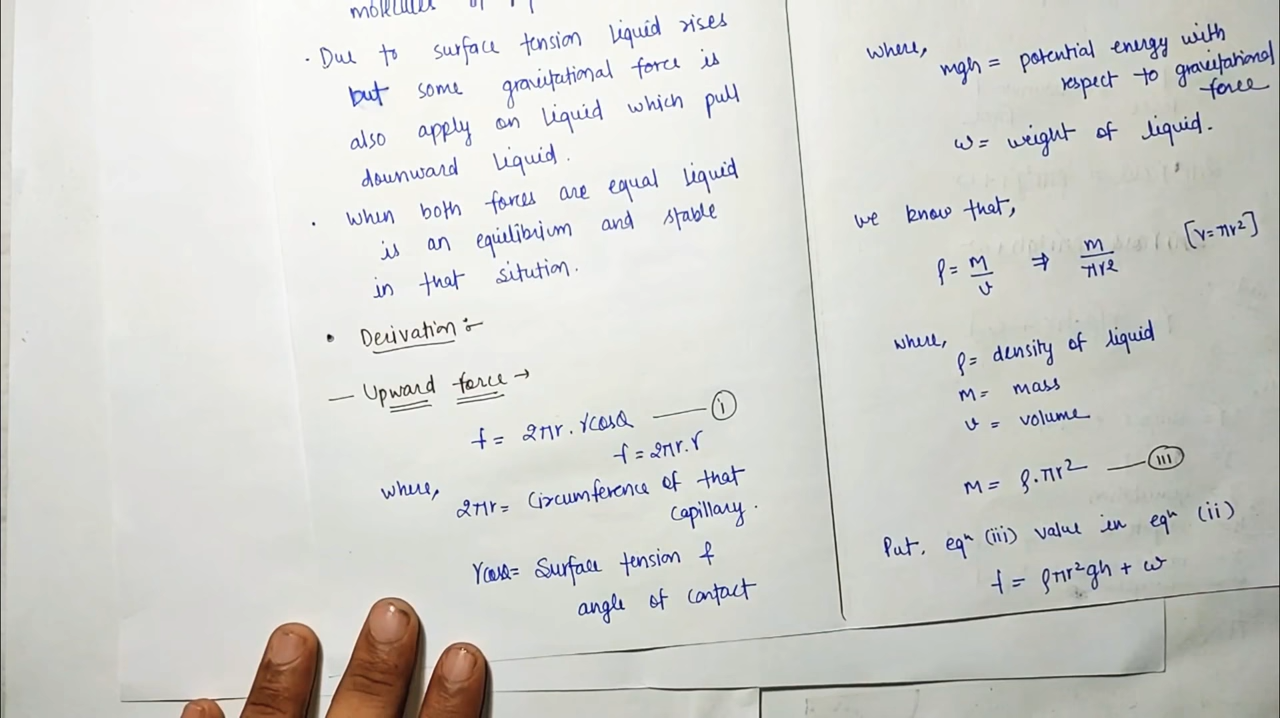 molecules of
· Due to surface tension liquid rises
but some gravitational force is
also apply on liquid which pull
downward liquid.
· When both forces are equal liquid
is an equilibrium and stable
in that sitution.
• Derivation :-
— Upward force →
f = 2πr. γcosθ —— (i)
f = 2πr. γ
where,
2πr = Circumference of that
capillary.
γcosθ = Surface tension &
angle of contact
where,
mgh = potential energy with
respect to gravitational
force
w = weight of liquid.
we know that,
ρ = m/v ⇒ m/πr² [v=πr²]
where,
ρ = density of liquid
m = mass
v = volume
m = ρ.πr² —— (iii)
Put, eqⁿ (iii) value in eqⁿ (ii)
f = ρπr²gh + w